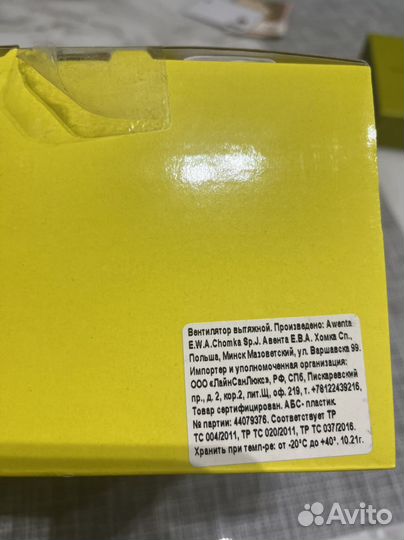 Вентилятор вытяжной. Произведено: Awenta
E.W.A.Chomka Sp.J. Авента Е.В.А. Хомка Сп.,
Польша, Минск Мазоветский, ул. Варшавска 99.
Импортер и уполномоченная организация:
ООО «ЛайнСанЛюкс», РФ, СПб, Пискаревский
пр., д. 2, кор.2, лит.Щ, оф. 219, т. +78122439216,
Товар сертифицирован. АБС- пластик.
№ партии: 44079376. Соответствует ТР
ТС 004/2011, ТР ТС 020/2011, ТР ТС 037/2016.
Хранить при темп-ре: от -20°С до +40°. 10.21г.
Avito